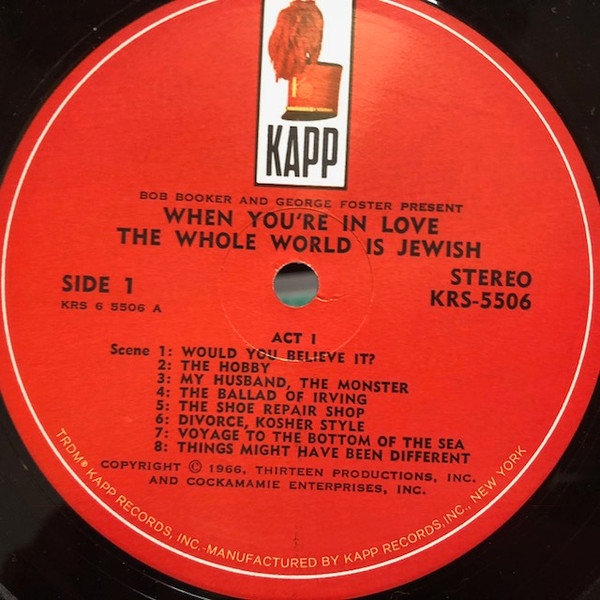 KAPP
BOB BOOKER AND GEORGE FOSTER PRESENT
WHEN YOU'RE IN LOVE
THE WHOLE WORLD IS JEWISH
SIDE 1
KRS 6 5506 A
STEREO
KRS-5506
ACT I
Scene 1: WOULD YOU BELIEVE IT?
2: THE HOBBY
3: MY HUSBAND, THE MONSTER
4: THE BALLAD OF IRVING
5: THE SHOE REPAIR SHOP
6: DIVORCE, KOSHER STYLE
7: VOYAGE TO THE BOTTOM OF THE SEA
8: THINGS MIGHT HAVE BEEN DIFFERENT
COPYRIGHT © 1966, THIRTEEN PRODUCTIONS, INC.
AND COCKAMAMIE ENTERPRISES, INC.
TRDM® KAPP RECORDS, INC.-MANUFACTURED BY KAPP RECORDS, INC., NEW YORK